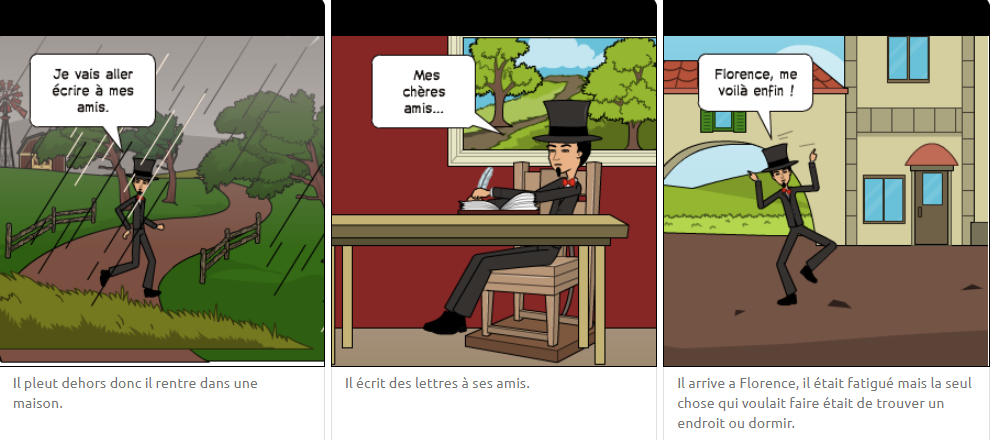 Je vais aller
écrire à mes
amis.
Mes
chères
amis...
Florence, me
voilà enfin !
Il pleut dehors donc il rentre dans une
maison.
Il écrit des lettres à ses amis.
Il arrive a Florence, il était fatigué mais la seul
chose qui voulait faire était de trouver un
endroit ou dormir.